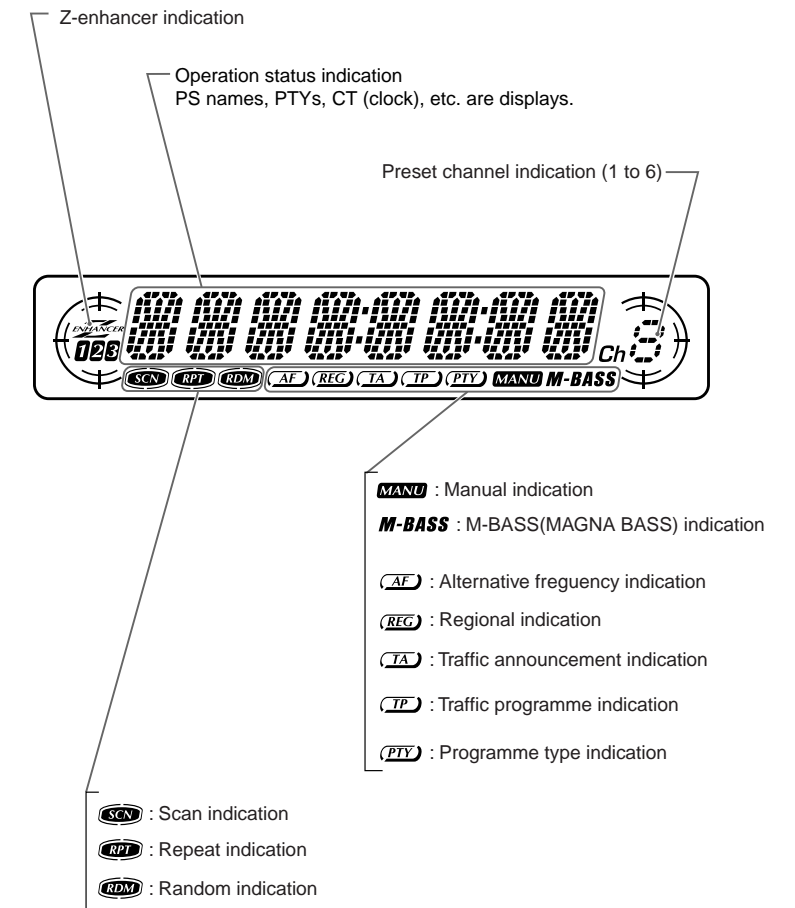 Z-enhancer indication
Operation status indication
PS names, PTYs, CT (clock), etc. are displays.
Preset channel indication (1 to 6)
ENHANCER
123
Ch 8
SCN RPT RDM AF REG TA TP PTY MANU M-BASS
MANU : Manual indication
M-BASS : M-BASS(MAGNA BASS) indication
AF : Alternative freguency indication
REG : Regional indication
TA : Traffic announcement indication
TP : Traffic programme indication
PTY : Programme type indication
SCN : Scan indication
RPT : Repeat indication
RDM : Random indication